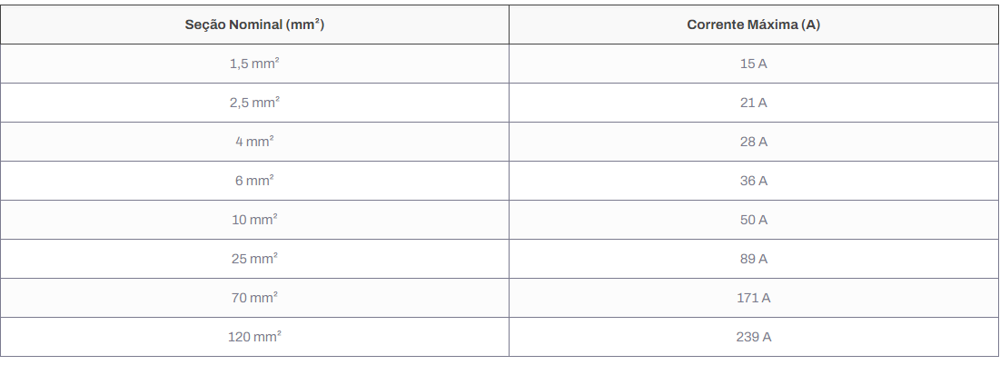 Seção Nominal (mm²) Corrente Máxima (A)
1,5 mm² 15 A
2,5 mm² 21 A
4 mm² 28 A
6 mm² 36 A
10 mm² 50 A
25 mm² 89 A
70 mm² 171 A
120 mm² 239 A